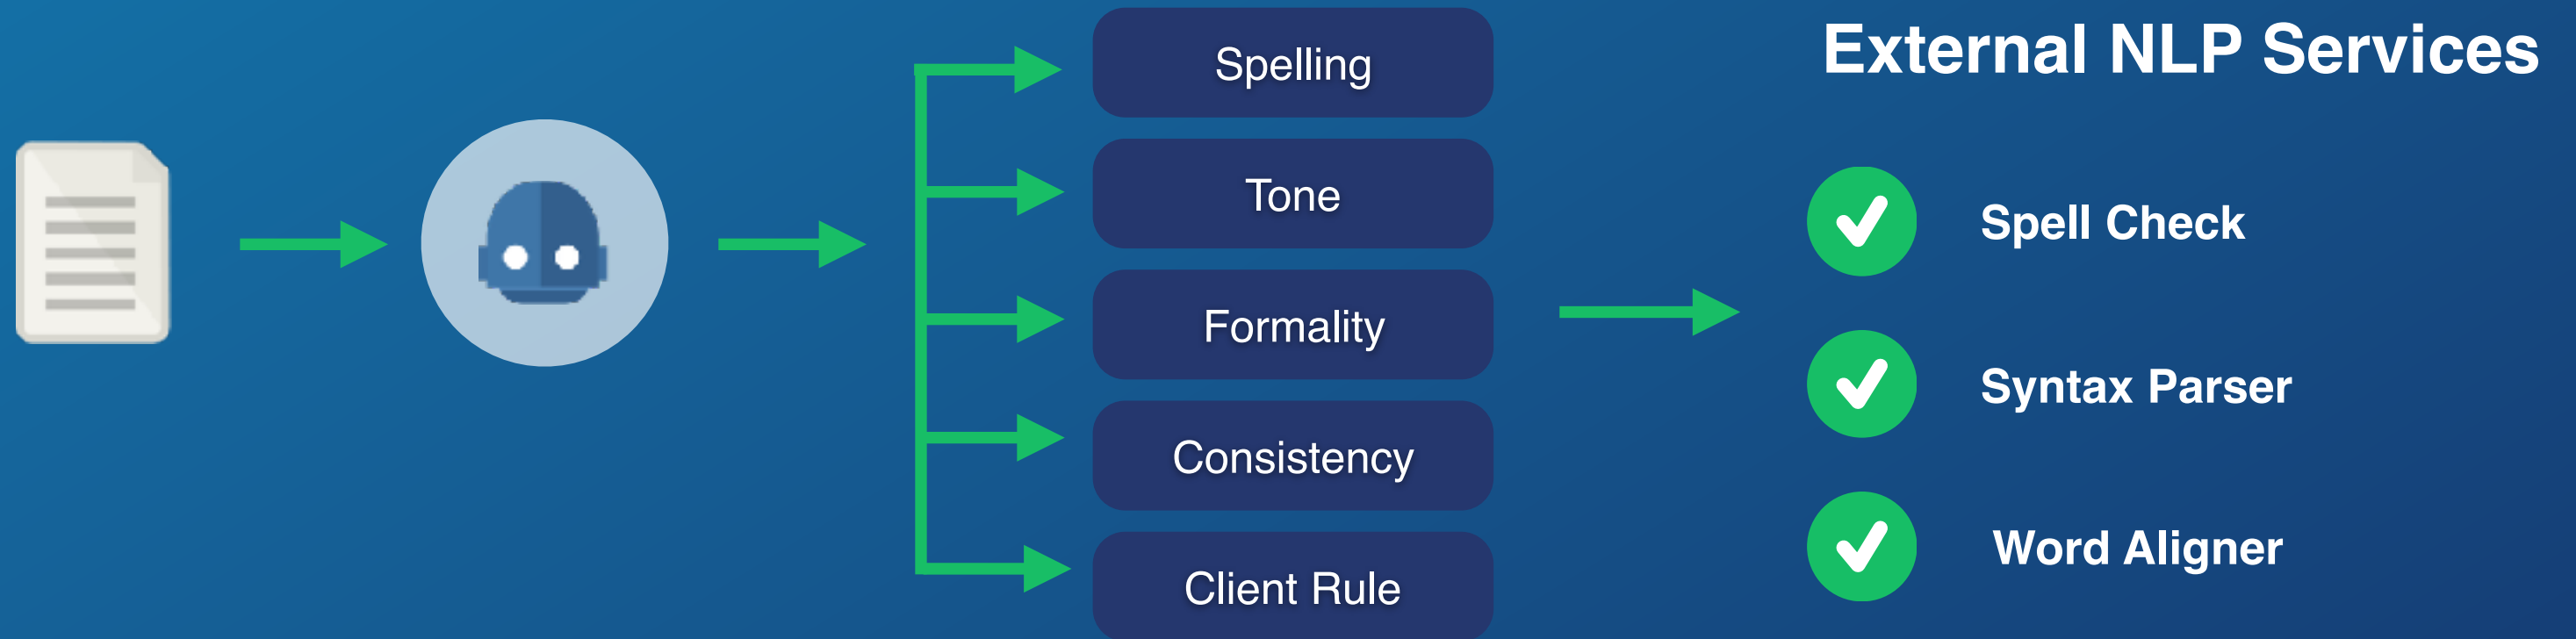 Spelling
Tone
Formality
Consistency
Client Rule
External NLP Services
Spell Check
Syntax Parser
Word Aligner